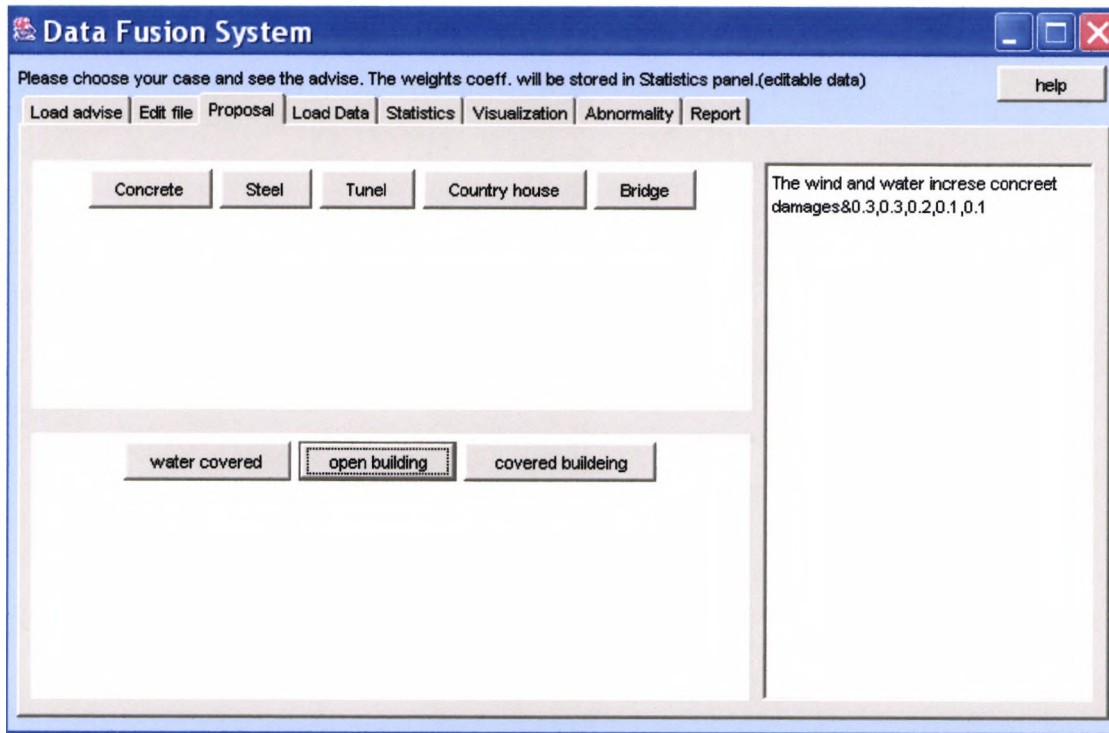 Data Fusion System
Please choose your case and see the advise. The weights coeff. will be stored in Statistics panel.(editable data)
help
Load advise Edit file Proposal Load Data Statistics Visualization Abnormality Report
Concrete Steel Tunel Country house Bridge
The wind and water increse concreet
damages&0.3,0.3,0.2,0.1,0.1
water covered open building covered buildeing